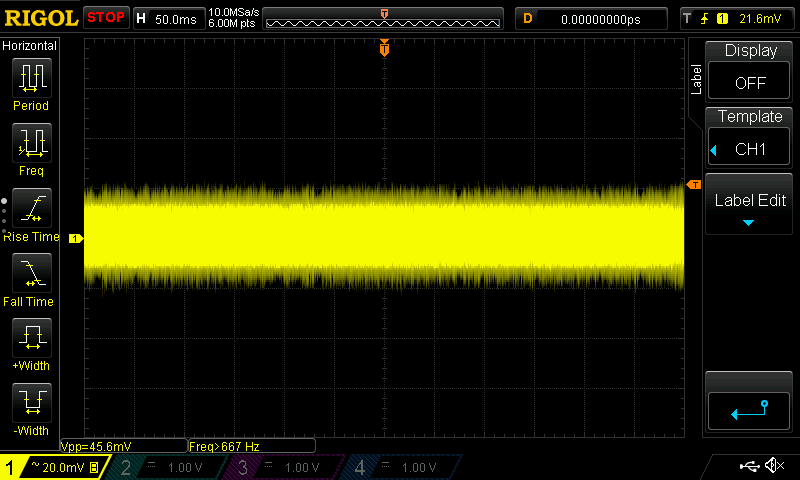 RIGOL STOP H 50.0ms 10.0MSa/s 6.00M pts T D 0.00000000ps T 1 21.6mV
Horizontal
Period
Freq
Rise Time
Fall Time
+Width
-Width
T
T
1
Label
Display
OFF
Template
CH1
Label Edit
Vpp=45.6mV Freq>667 Hz
1 ~ 20.0mV B 2 1.00 V 3 1.00 V 4 1.00 V